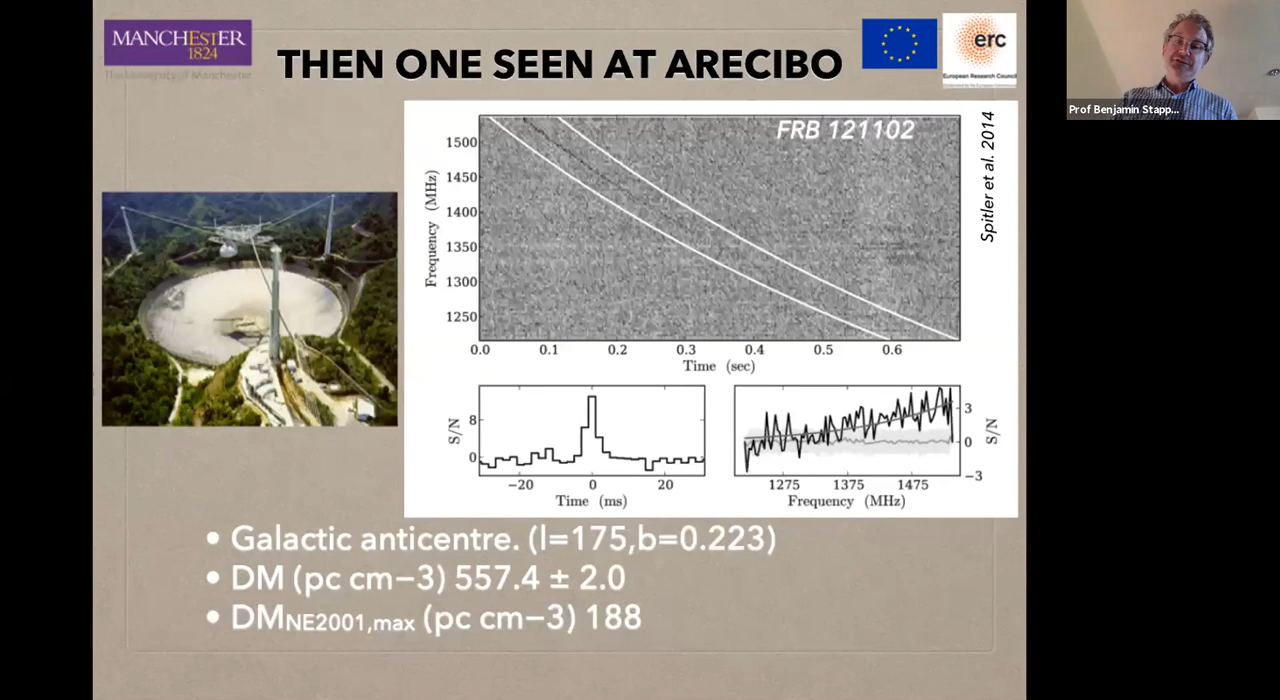 MANCHESTER
1824
The University of Manchester
THEN ONE SEEN AT ARECIBO
erc
European Research Council
Prof Benjamin Stapp...
FRB 121102
Spitler et al. 2014
Frequency (MHz)
1500
1450
1400
1350
1300
1250
0.0 0.1 0.2 0.3 0.4 0.5 0.6
Time (sec)
S/N
8
0
−20 0 20
Time (ms)
3
0
−3
S/N
1275 1375 1475
Frequency (MHz)
• Galactic anticentre. (l=175,b=0.223)
• DM (pc cm−3) 557.4 ± 2.0
• DMNE2001,max (pc cm−3) 188